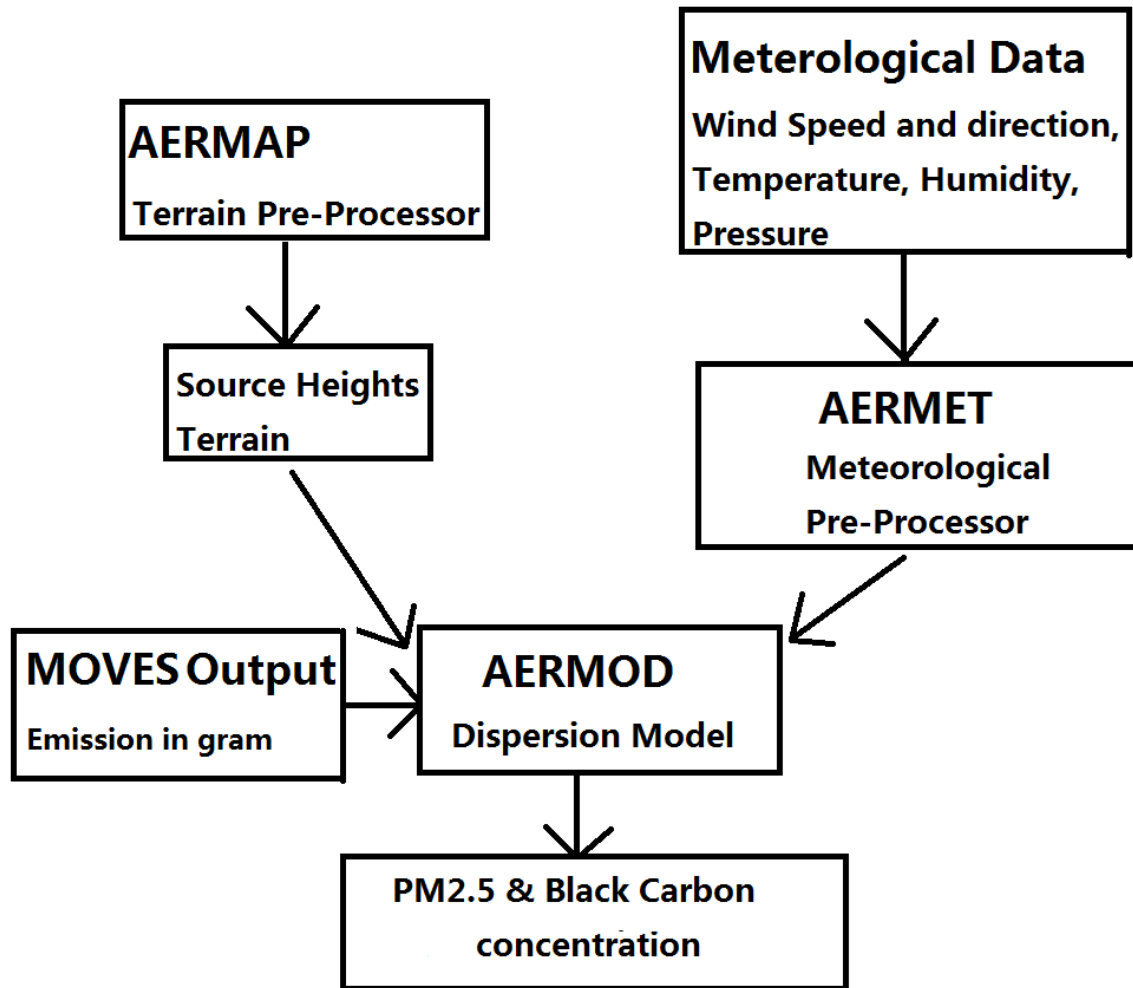 AERMAP
Terrain Pre-Processor
Meterological Data
Wind Speed and direction,
Temperature, Humidity,
Pressure
Source Heights
Terrain
AERMET
Meteorological
Pre-Processor
MOVES Output
Emission in gram
AERMOD
Dispersion Model
PM2.5 & Black Carbon
concentration